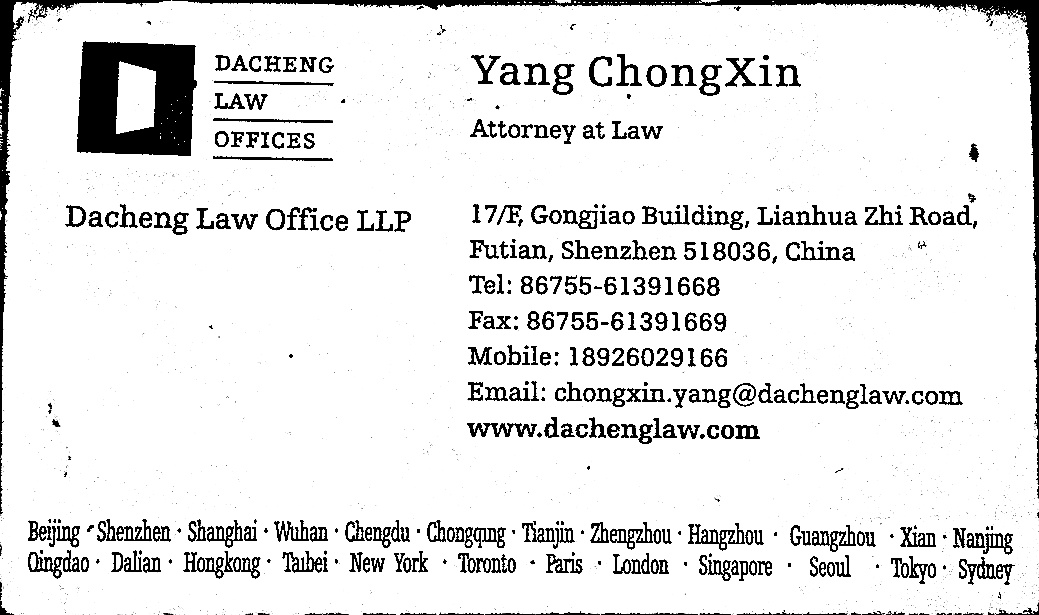 DACHENG
LAW
OFFICES
Yang ChongXin
Attorney at Law
Dacheng Law Office LLP
17/F, Gongjiao Building, Lianhua Zhi Road,
Futian, Shenzhen 518036, China
Tel: 86755-61391668
Fax: 86755-61391669
Mobile: 18926029166
Email: chongxin.yang@dachenglaw.com
www.dachenglaw.com
Beijing · Shenzhen · Shanghai · Wuhan · Chengdu · Chongqing · Tianjin · Zhengzhou · Hangzhou · Guangzhou · Xian · Nanjing
Qingdao · Dalian · Hongkong · Taibei · New York · Toronto · Paris · London · Singapore · Seoul · Tokyo · Sydney